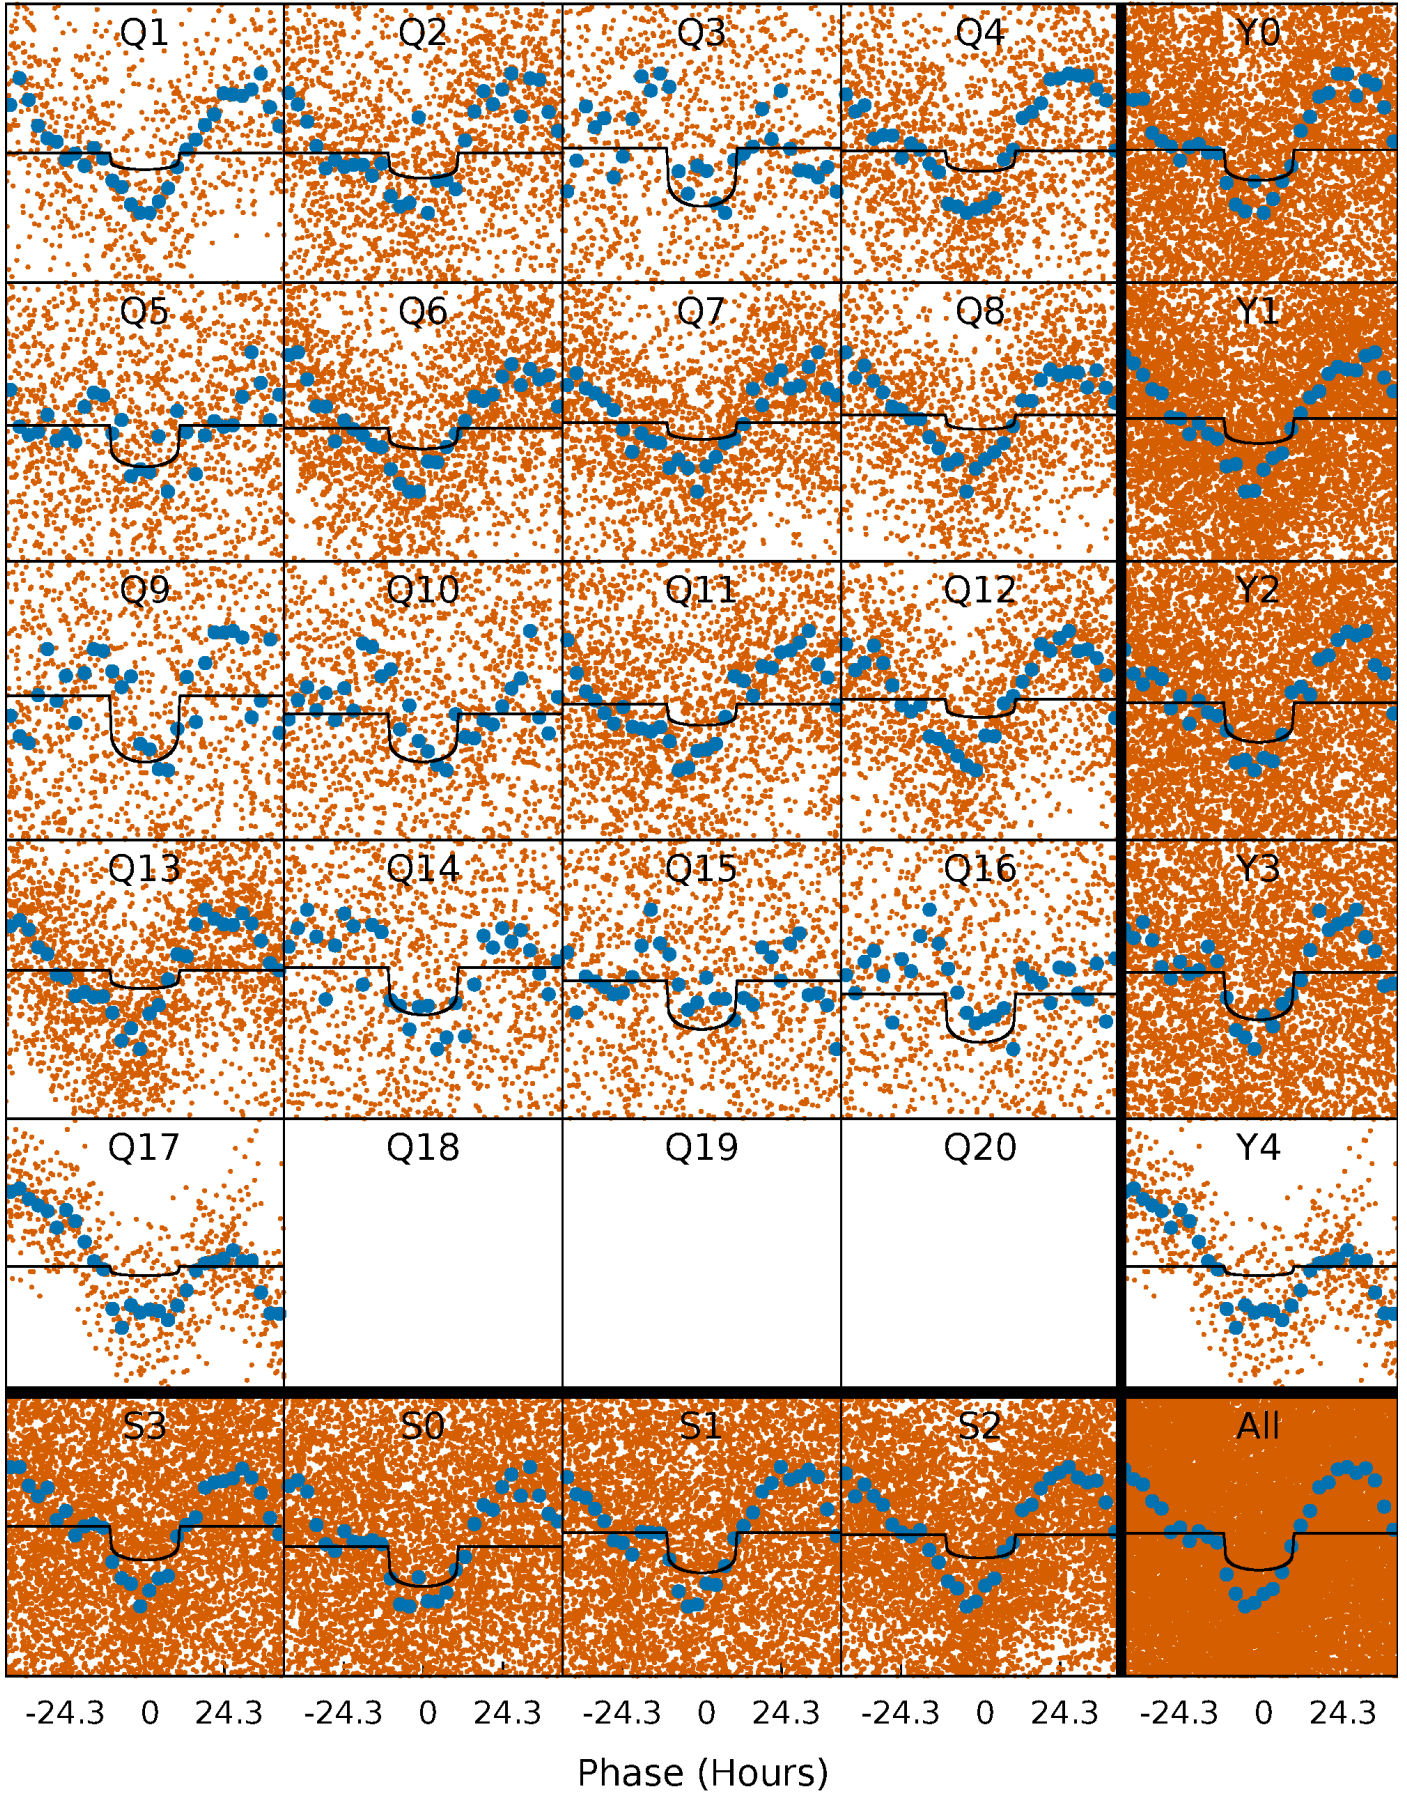 Q1 Q2 Q3 Q4 Y0
Q5 Q6 Q7 Q8 Y1
Q9 Q10 Q11 Q12 Y2
Q13 Q14 Q15 Q16 Y3
Q17 Q18 Q19 Q20 Y4
S3 S0 S1 S2 All
-24.3 0 24.3 -24.3 0 24.3 -24.3 0 24.3 -24.3 0 24.3 -24.3 0 24.3
Phase (Hours)